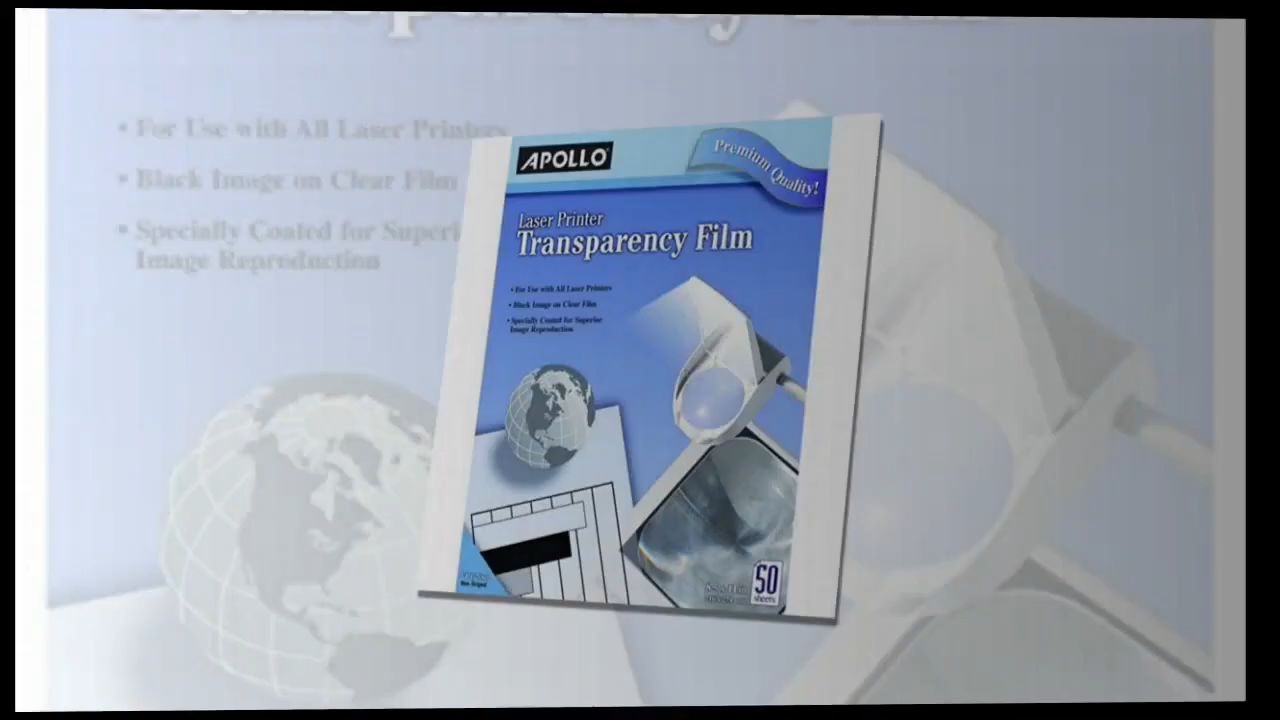 • For Use with All Laser Printers
• Black Image on Clear Film
• Specially Coated for Superi
Image Reproduction
APOLLO
Premium Quality!
Laser Printer
Transparency Film
• For Use with All Laser Printers
• Black Image on Clear Film
• Specially Coated for Superior
Image Reproduction
50
sheets